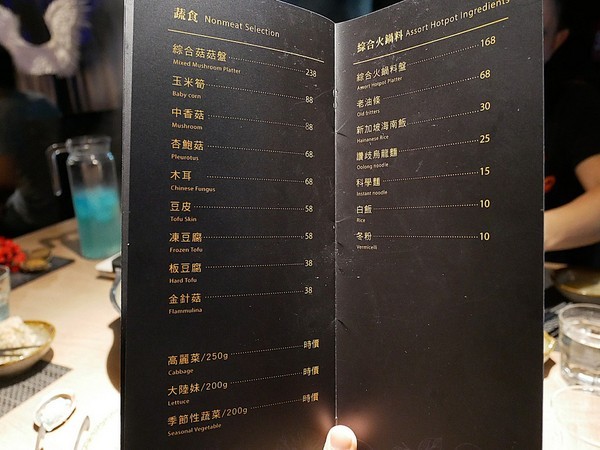 蔬食 Nonmeat Selection
綜合菇菇盤 238
Mixed Mushroom Platter
玉米筍 88
Baby corn
中香菇 88
Mushroom
杏鮑菇 68
Pleurotus
木耳 68
Chinese Fungus
豆皮 58
Tofu Skin
凍豆腐 58
Frozen Tofu
板豆腐 38
Hard Tofu
金針菇 38
Flammulina
高麗菜/250g 時價
Cabbage
大陸妹/200g 時價
Lettuce
季節性蔬菜/200g 時價
Seasonal Vegetable
綜合火鍋料 Assort Hotpot Ingredients
綜合火鍋料盤 168
Assort Hotpot Platter
老油條 68
Old fritters
新加坡海南飯 30
Hainanese Rice
讚岐烏龍麵 25
Oolong noodle
科學麵 15
Instant noodle
白飯 10
Rice
冬粉 10
Vermicelli